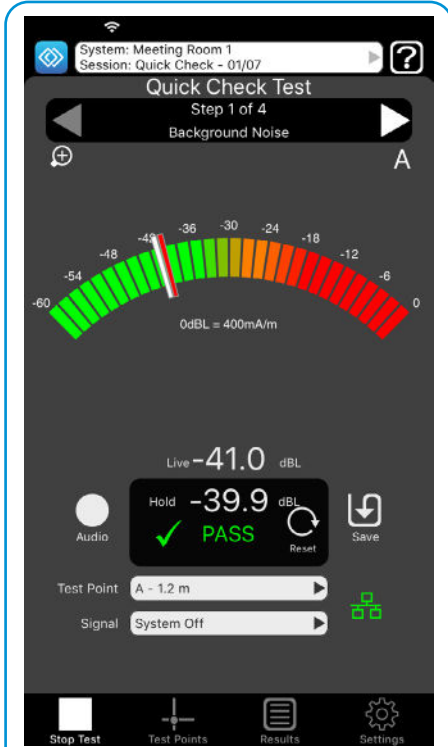 System: Meeting Room 1
Session: Quick Check - 01/07
?
Quick Check Test
Step 1 of 4
Background Noise
A
-60
-54
-48
-42
-36
-30
-24
-18
-12
-6
0
0dBL = 400mA/m
Live -41.0 dBL
Hold -39.9 dBL
PASS
Reset
Audio
Save
Test Point A - 1.2 m
Signal System Off
Stop Test Test Points Results Settings